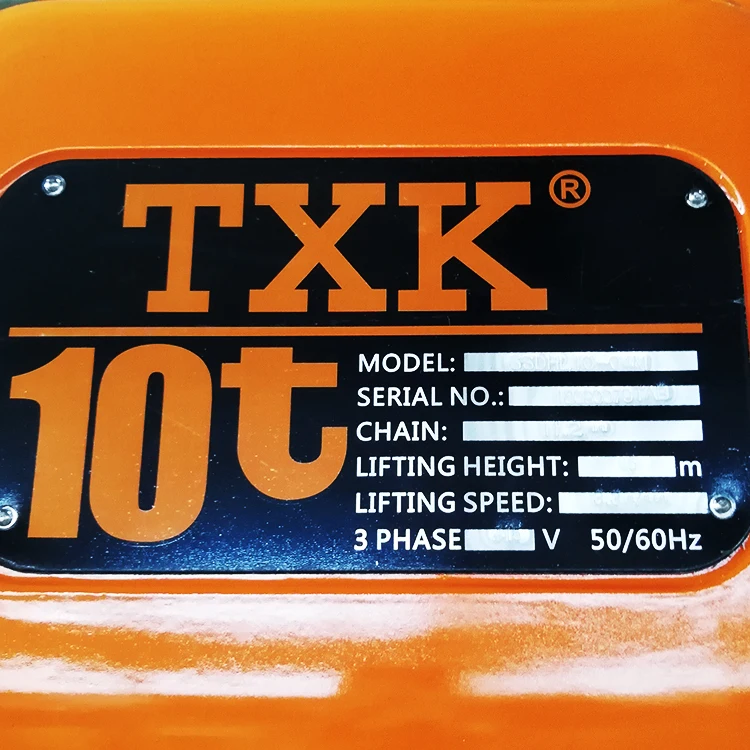 TXK®
10t
MODEL:
SERIAL NO.:
CHAIN:
LIFTING HEIGHT: m
LIFTING SPEED:
3 PHASE V 50/60Hz